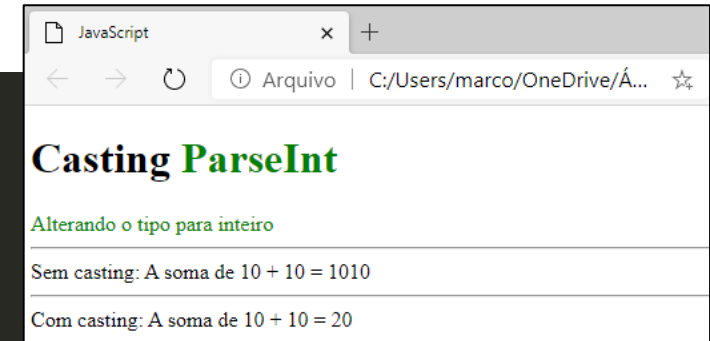 JavaScript
Arquivo | C:/Users/marco/OneDrive/Á...
Casting ParseInt
Alterando o tipo para inteiro
Sem casting: A soma de 10 + 10 = 1010
Com casting: A soma de 10 + 10 = 20